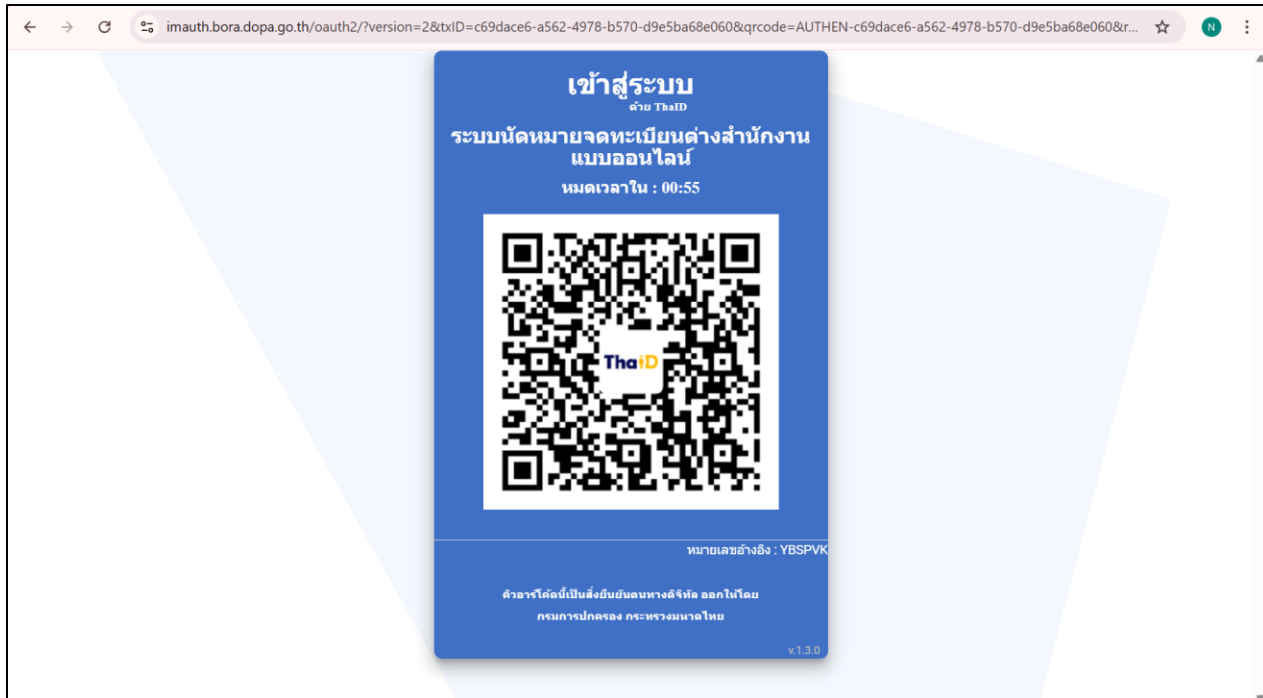 imauth.bora.dopa.go.th/oauth2/?version=2&txID=c69dace6-a562-4978-b570-d9e5ba68e060&qrcode=AUTHEN-c69dace6-a562-4978-b570-d9e5ba68e060&r...
N
เข้าสู่ระบบ
ด้วย ThaID
ระบบนัดหมายจดทะเบียนต่างสำนักงาน
แบบออนไลน์
หมดเวลาใน : 00:55
ThaiD
หมายเลขอ้างอิง : YBSPVK
คิวอาร์โค้ดนี้เป็นสิ่งยืนยันตนทางดิจิทัล ออกให้โดย
กรมการปกครอง กระทรวงมหาดไทย
v.1.3.0